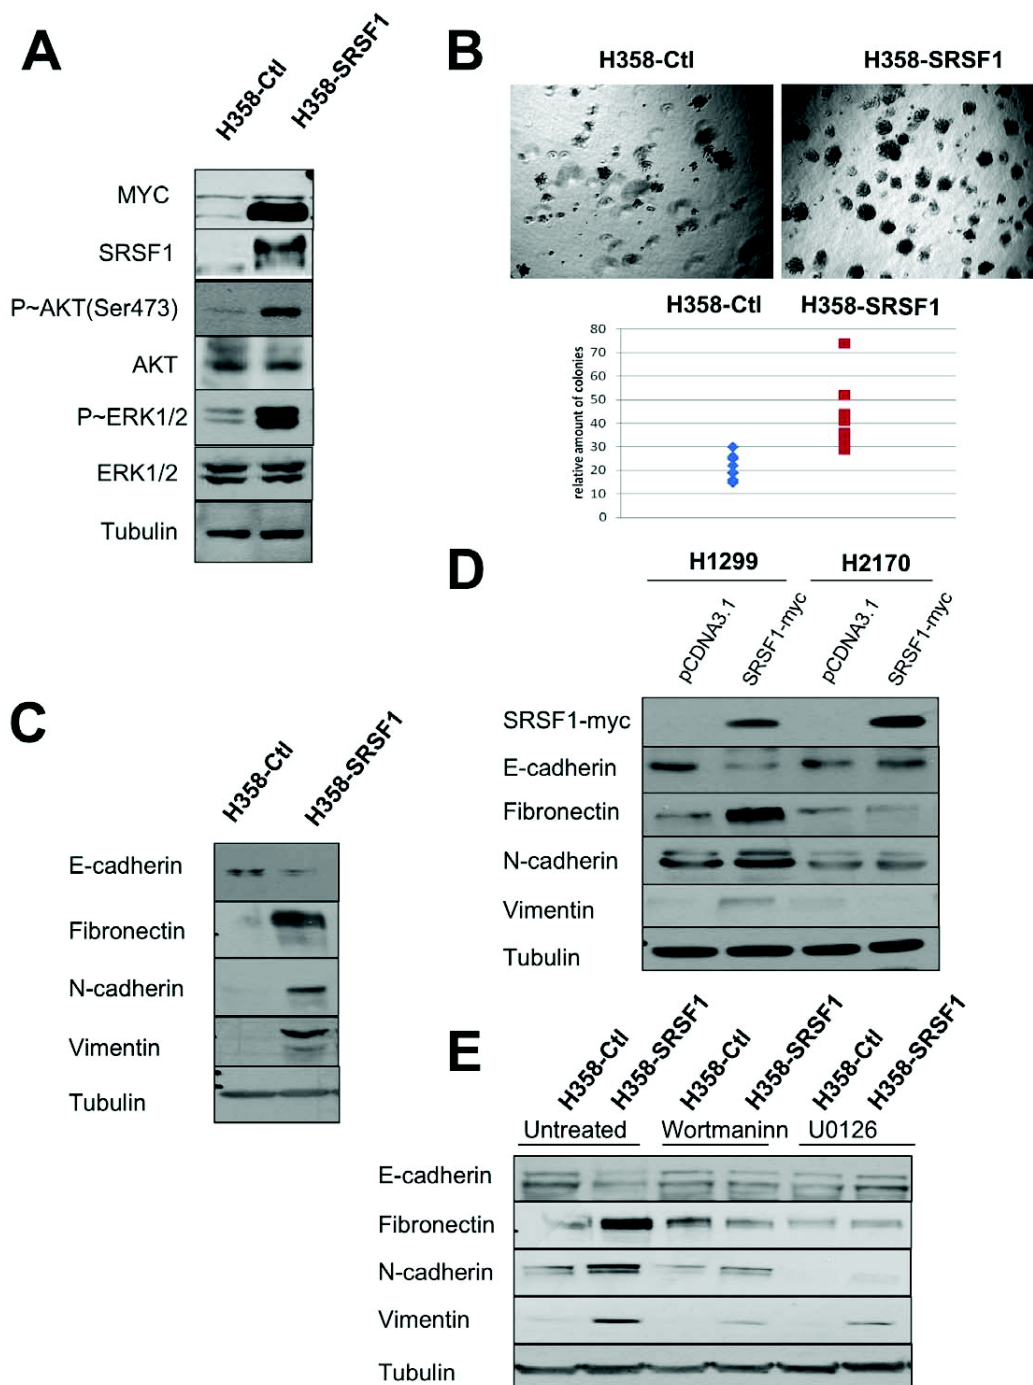 A
H358-Ctl
H358-SRSF1
MYC
SRSF1
P~AKT(Ser473)
AKT
P~ERK1/2
ERK1/2
Tubulin
B
H358-Ctl
H358-SRSF1
H358-Ctl
H358-SRSF1
relative amount of colonies
80
70
60
50
40
30
20
10
0
C
H358-Ctl
H358-SRSF1
E-cadherin
Fibronectin
N-cadherin
Vimentin
Tubulin
D
H1299
H2170
pCDNA3.1
SRSF1-myc
pCDNA3.1
SRSF1-myc
SRSF1-myc
E-cadherin
Fibronectin
N-cadherin
Vimentin
Tubulin
E
H358-Ctl
H358-SRSF1
H358-Ctl
H358-SRSF1
H358-Ctl
H358-SRSF1
Untreated
Wortmaninn
U0126
E-cadherin
Fibronectin
N-cadherin
Vimentin
Tubulin